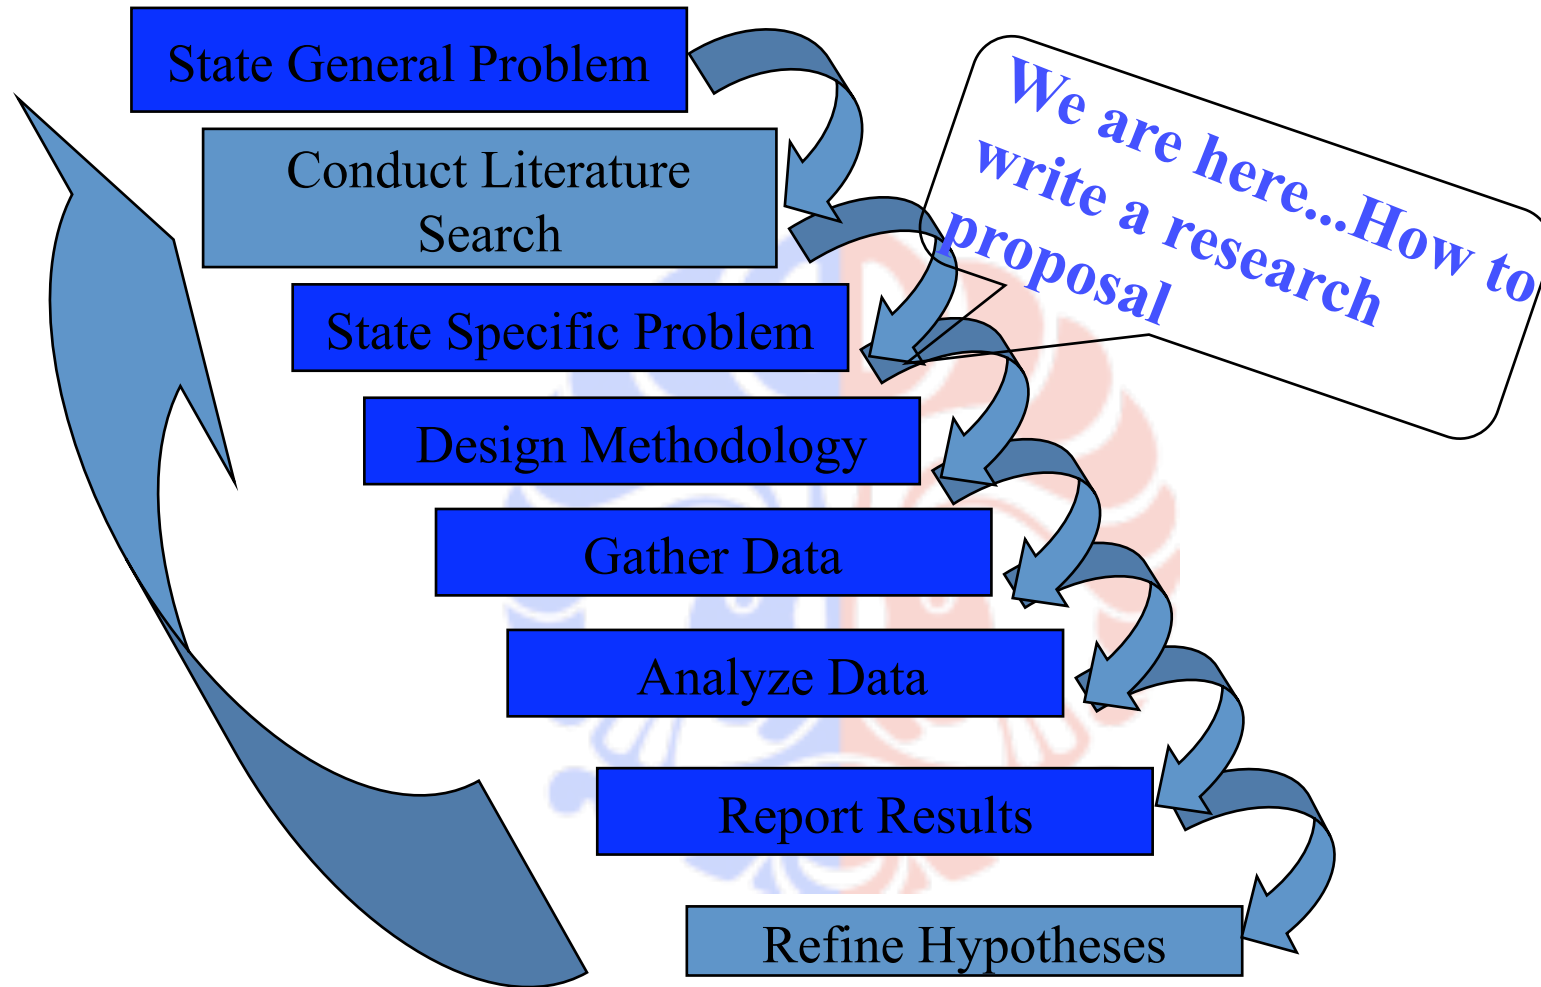 State General Problem
Conduct Literature
Search
State Specific Problem
Design Methodology
Gather Data
Analyze Data
Report Results
Refine Hypotheses
We are here...How to
write a research
proposal